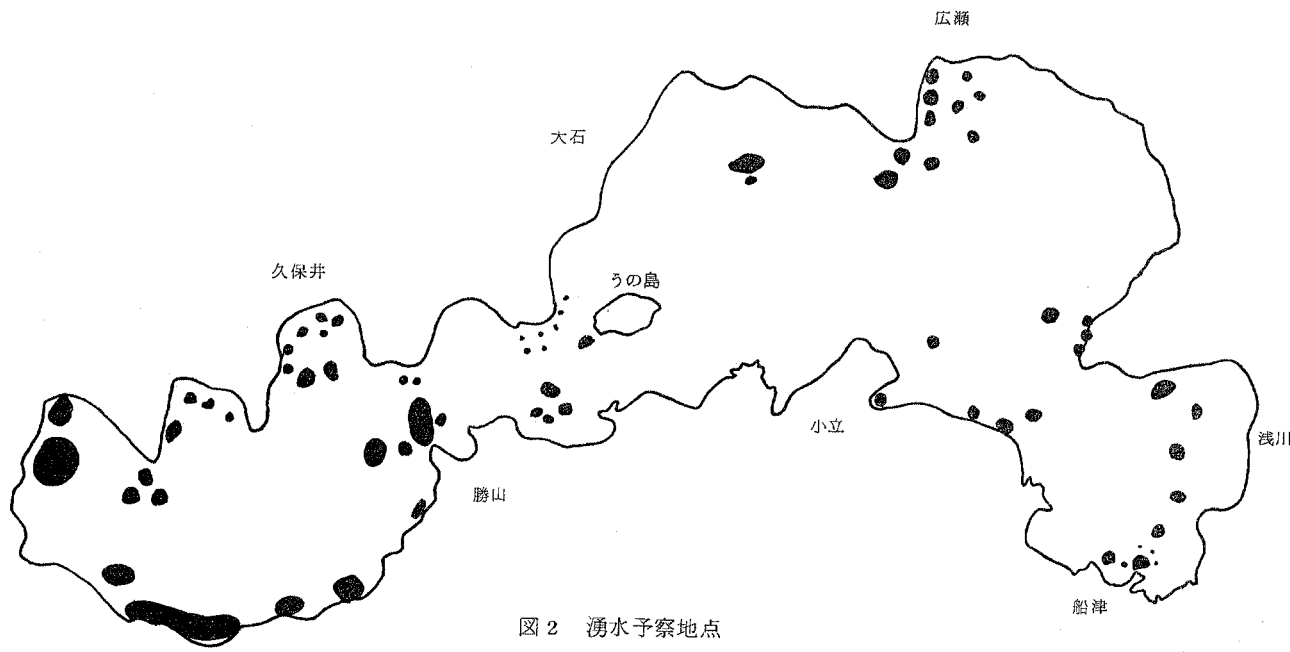 広瀬
大石
久保井
うの島
小立
浅川
勝山
船津
図2 湧水予察地点